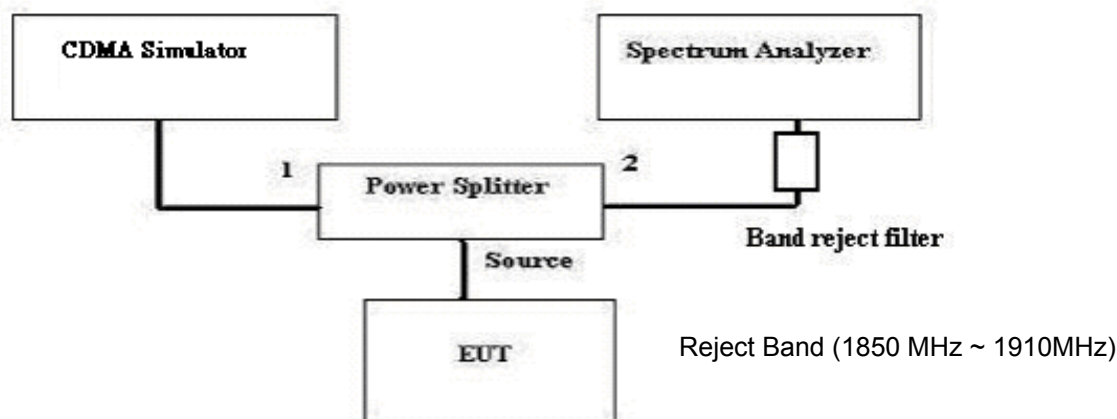 CDMA Simulator
Spectrum Analyzer
1
Power Splitter
2
Band reject filter
Source
EUT
Reject Band (1850 MHz ~ 1910MHz)